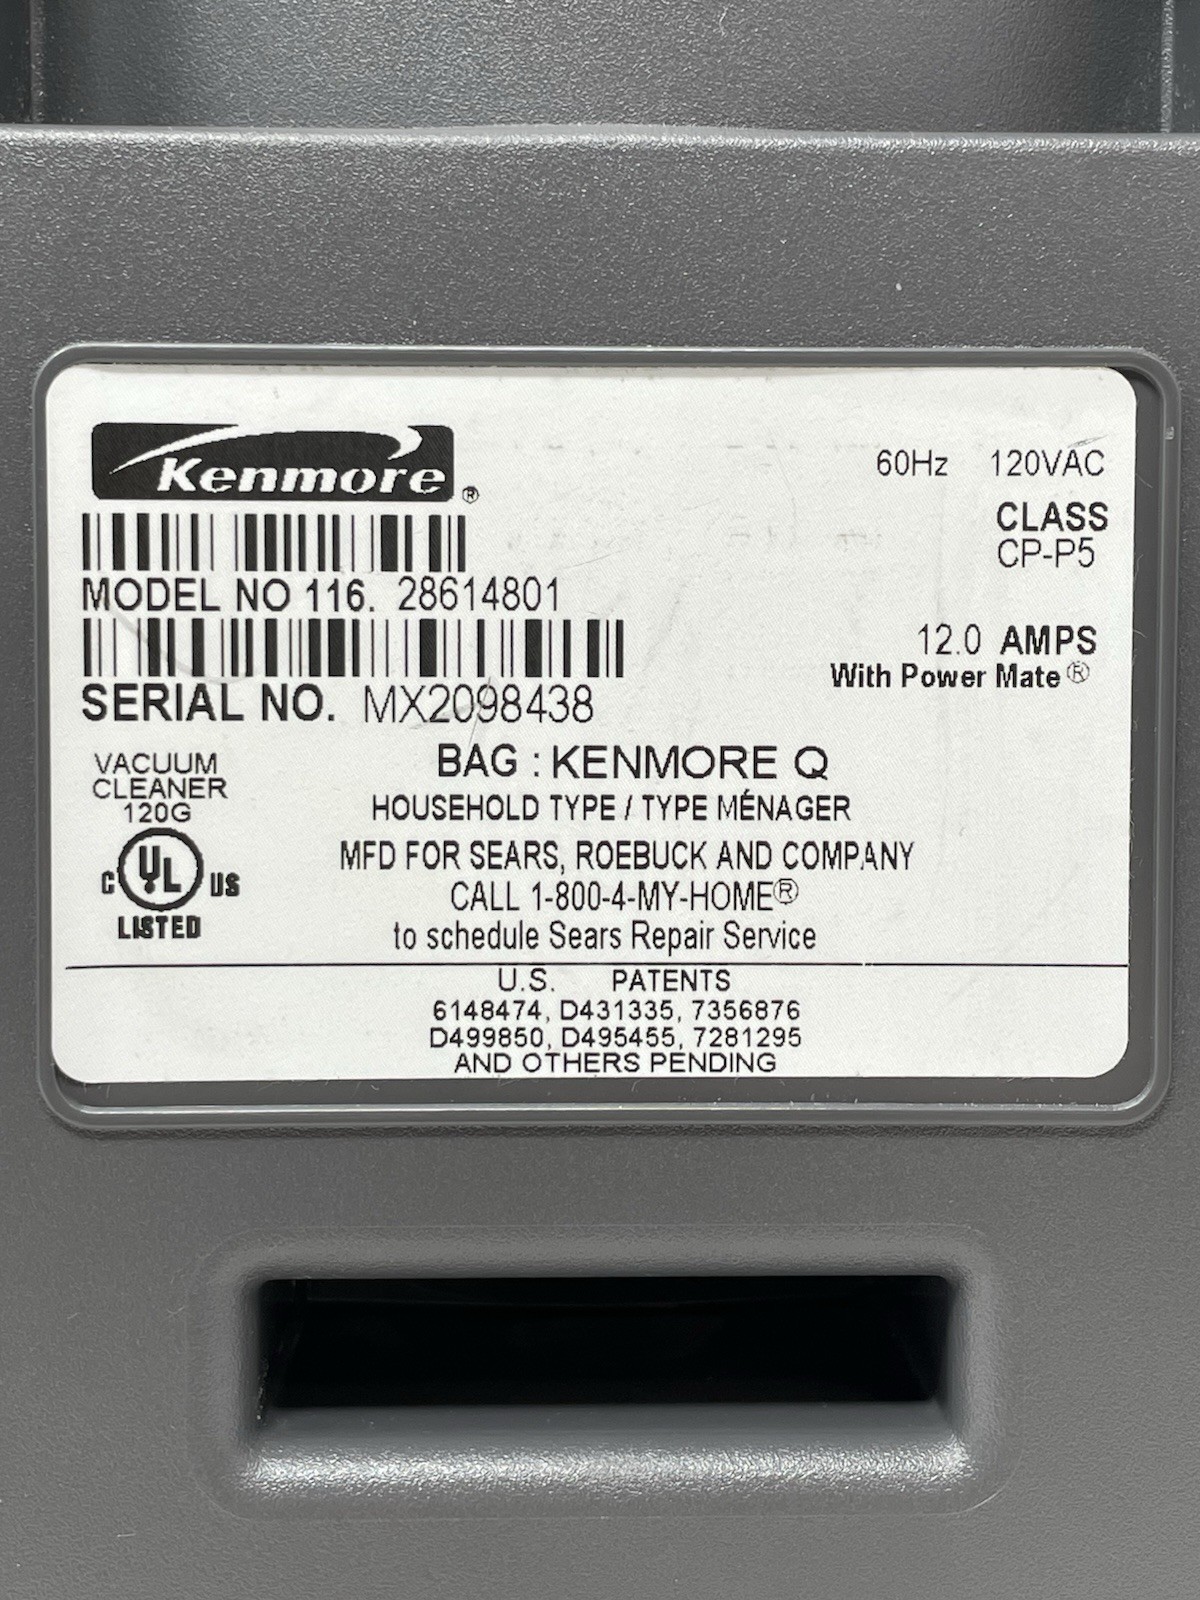 Kenmore ®
60Hz 120VAC
CLASS
CP-P5
MODEL NO 116. 28614801
12.0 AMPS
With Power Mate ®
SERIAL NO. MX2098438
VACUUM
CLEANER
120G
C UL US
LISTED
BAG : KENMORE Q
HOUSEHOLD TYPE / TYPE MÉNAGER
MFD FOR SEARS, ROEBUCK AND COMPANY
CALL 1-800-4-MY-HOME®
to schedule Sears Repair Service
U.S. PATENTS
6148474, D431335, 7356876
D499850, D495455, 7281295
AND OTHERS PENDING